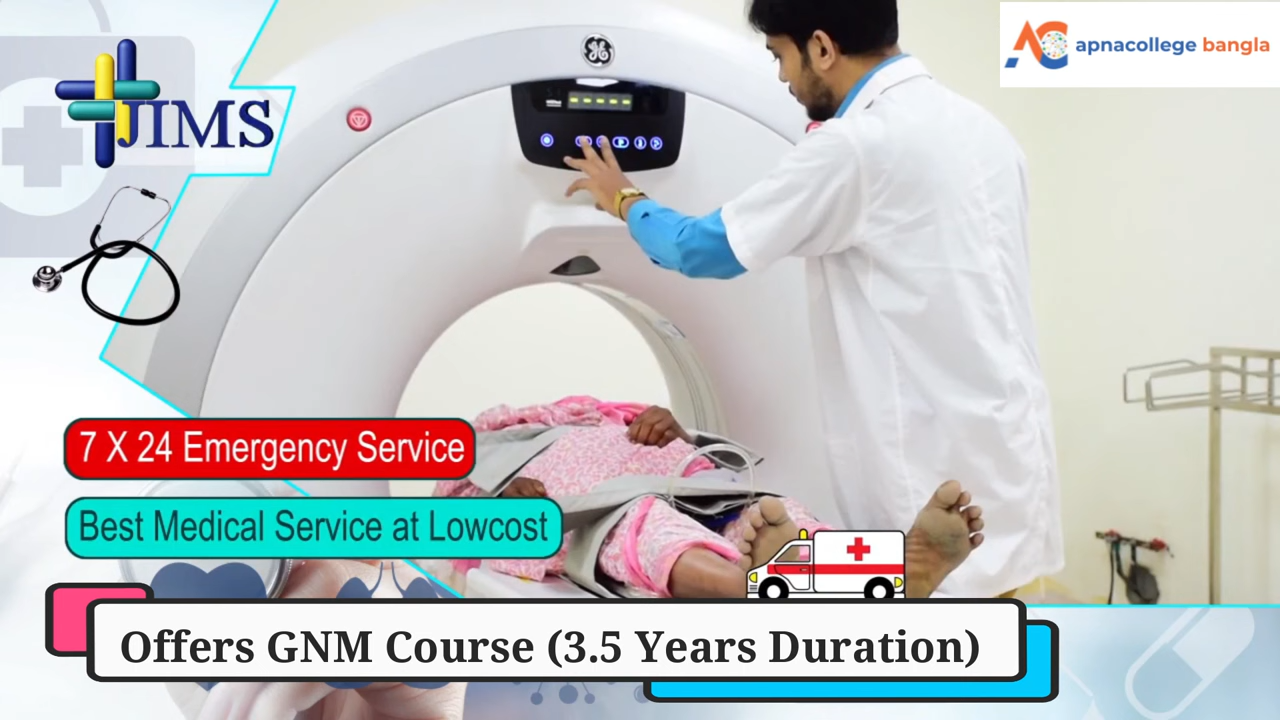 JIMS
apnacollege bangla
7 X 24 Emergency Service
Best Medical Service at Lowcost
Offers GNM Course (3.5 Years Duration)